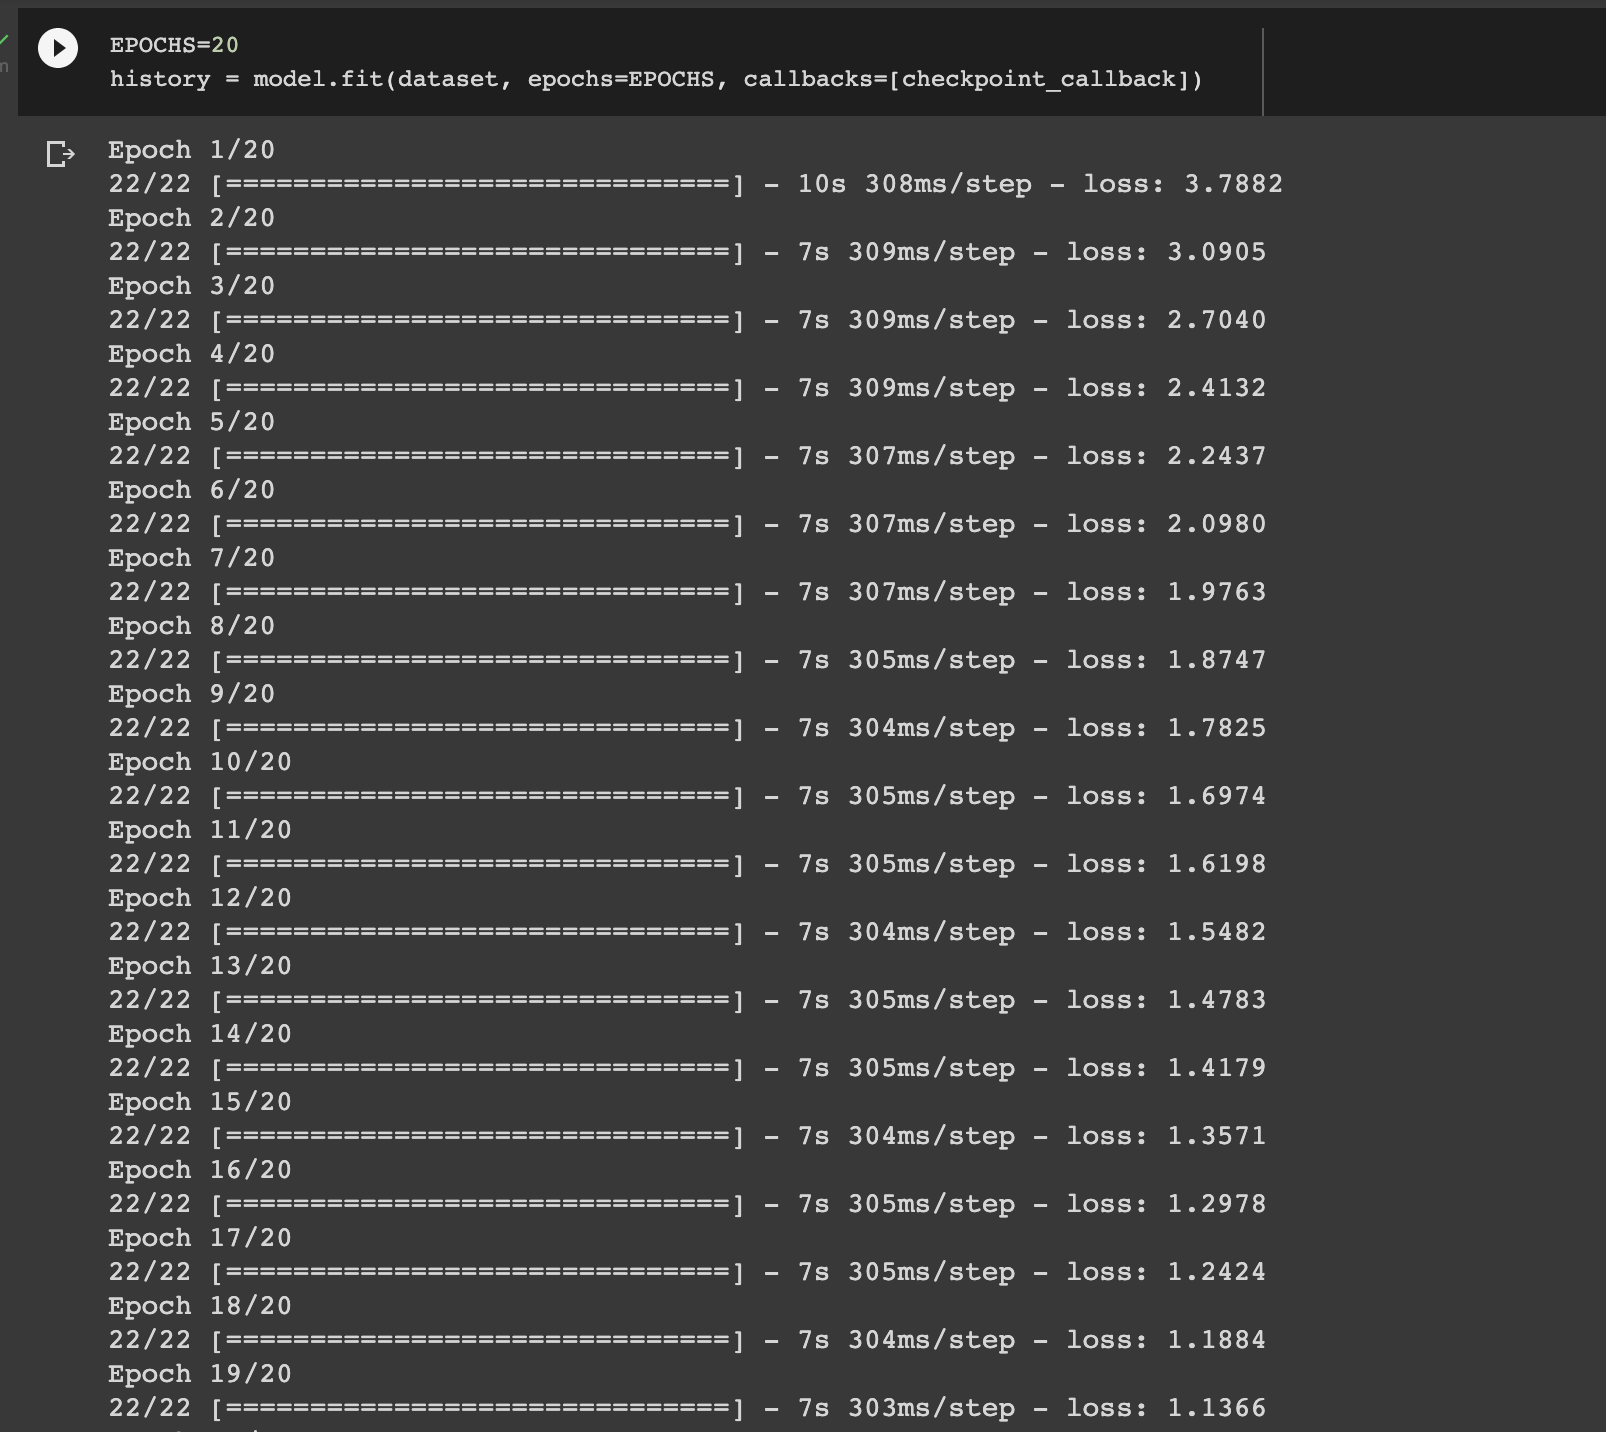 EPOCHS=20
history = model.fit(dataset, epochs=EPOCHS, callbacks=[checkpoint_callback])
Epoch 1/20
22/22 [==============================] - 10s 308ms/step - loss: 3.7882
Epoch 2/20
22/22 [==============================] - 7s 309ms/step - loss: 3.0905
Epoch 3/20
22/22 [==============================] - 7s 309ms/step - loss: 2.7040
Epoch 4/20
22/22 [==============================] - 7s 309ms/step - loss: 2.4132
Epoch 5/20
22/22 [==============================] - 7s 307ms/step - loss: 2.2437
Epoch 6/20
22/22 [==============================] - 7s 307ms/step - loss: 2.0980
Epoch 7/20
22/22 [==============================] - 7s 307ms/step - loss: 1.9763
Epoch 8/20
22/22 [==============================] - 7s 305ms/step - loss: 1.8747
Epoch 9/20
22/22 [==============================] - 7s 304ms/step - loss: 1.7825
Epoch 10/20
22/22 [==============================] - 7s 305ms/step - loss: 1.6974
Epoch 11/20
22/22 [==============================] - 7s 305ms/step - loss: 1.6198
Epoch 12/20
22/22 [==============================] - 7s 304ms/step - loss: 1.5482
Epoch 13/20
22/22 [==============================] - 7s 305ms/step - loss: 1.4783
Epoch 14/20
22/22 [==============================] - 7s 305ms/step - loss: 1.4179
Epoch 15/20
22/22 [==============================] - 7s 304ms/step - loss: 1.3571
Epoch 16/20
22/22 [==============================] - 7s 305ms/step - loss: 1.2978
Epoch 17/20
22/22 [==============================] - 7s 305ms/step - loss: 1.2424
Epoch 18/20
22/22 [==============================] - 7s 304ms/step - loss: 1.1884
Epoch 19/20
22/22 [==============================] - 7s 303ms/step - loss: 1.1366